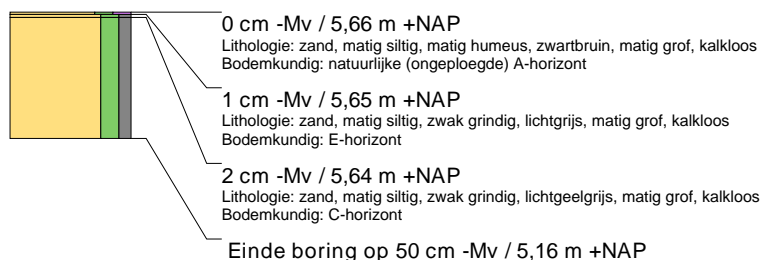 0 cm -Mv / 5,66 m +NAP
Lithologie: zand, matig siltig, matig humeus, zwartbruin, matig grof, kalkloos
Bodemkundig: natuurlijke (ongeploegde) A-horizont
1 cm -Mv / 5,65 m +NAP
Lithologie: zand, matig siltig, zwak grindig, lichtgrijs, matig grof, kalkloos
Bodemkundig: E-horizont
2 cm -Mv / 5,64 m +NAP
Lithologie: zand, matig siltig, zwak grindig, lichtgeelgrijs, matig grof, kalkloos
Bodemkundig: C-horizont
Einde boring op 50 cm -Mv / 5,16 m +NAP